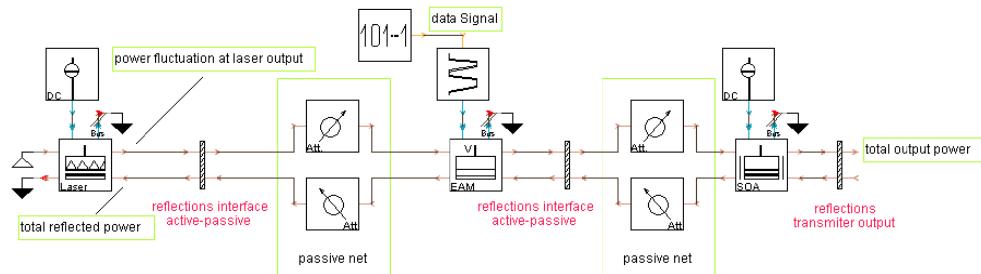 data Signal
101-1
power fluctuation at laser output
DC
DC
Bus
Bus
Bus
Att.
Att.
total output power
Laser
V
EAM
SOA
Att.
Att.
total reflected power
reflections interface
active-passive
reflections interface
active-passive
reflections
transmiter output
passive net
passive net